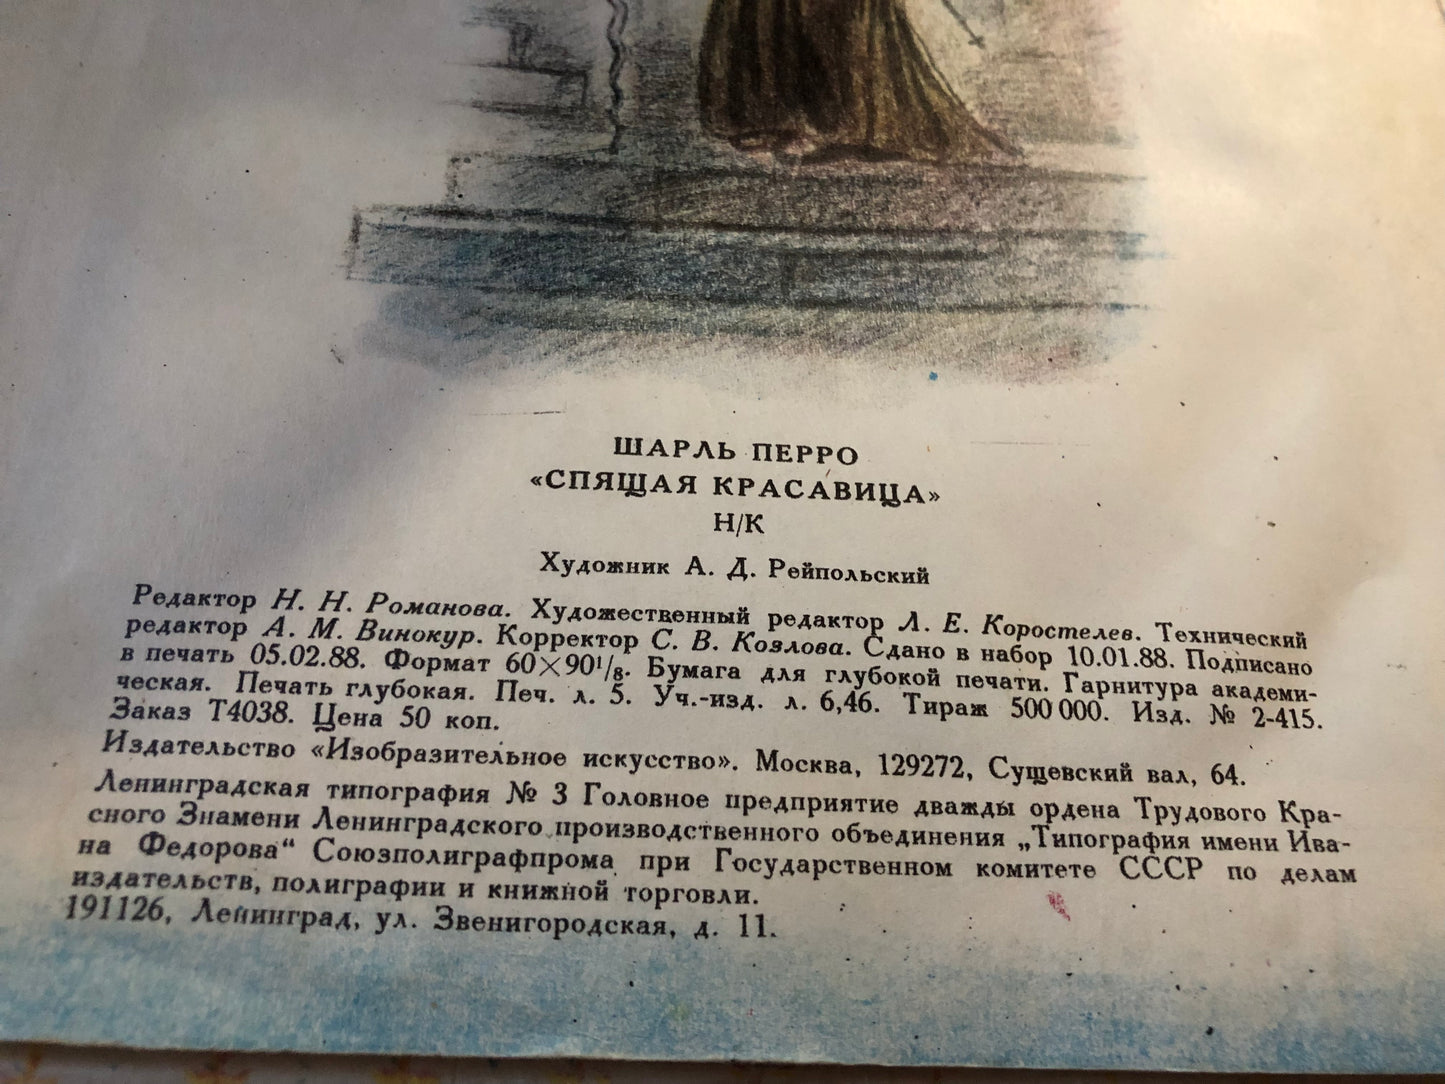 ШАРЛЬ ПЕРРО
«СПЯЩАЯ КРАСАВИЦА»
Н/К
Художник А. Д. Рейпольский
Редактор Н. Н. Романова. Художественный редактор Л. Е. Коростелев. Технический
редактор А. М. Винокур. Корректор С. В. Козлова. Сдано в набор 10.01.88. Подписано
в печать 05.02.88. Формат 60×90¹/₈. Бумага для глубокой печати. Гарнитура академи-
ческая. Печать глубокая. Печ. л. 5. Уч.-изд. л. 6,46. Тираж 500 000. Изд. № 2-415.
Заказ Т4038. Цена 50 коп.
Издательство «Изобразительное искусство». Москва, 129272, Сущевский вал, 64.
Ленинградская типография № 3 Головное предприятие дважды ордена Трудового Кра-
сного Знамени Ленинградского производственного объединения „Типография имени Ива-
на Федорова“ Союзполиграфпрома при Государственном комитете СССР по делам
издательств, полиграфии и книжной торговли.
191126, Ленинград, ул. Звенигородская, д. 11.